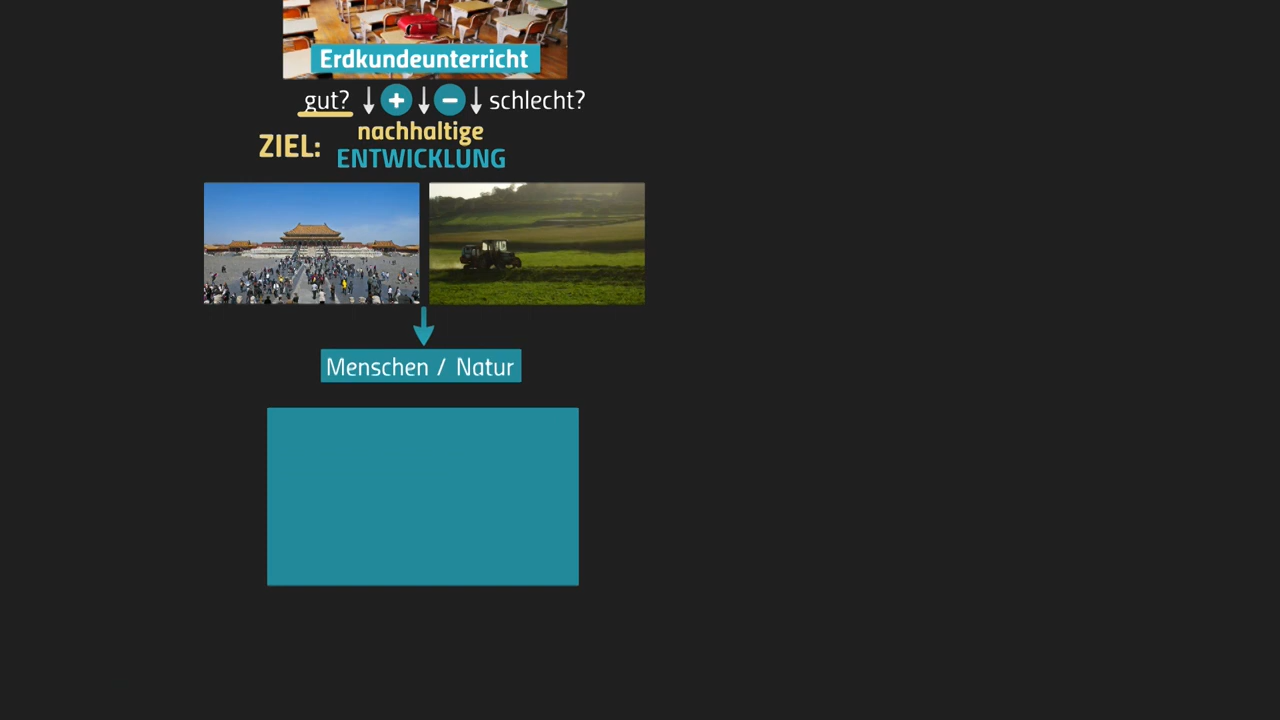 Erdkundeunterricht
gut? + - schlecht?
ZIEL: nachhaltige
ENTWICKLUNG
Menschen / Natur